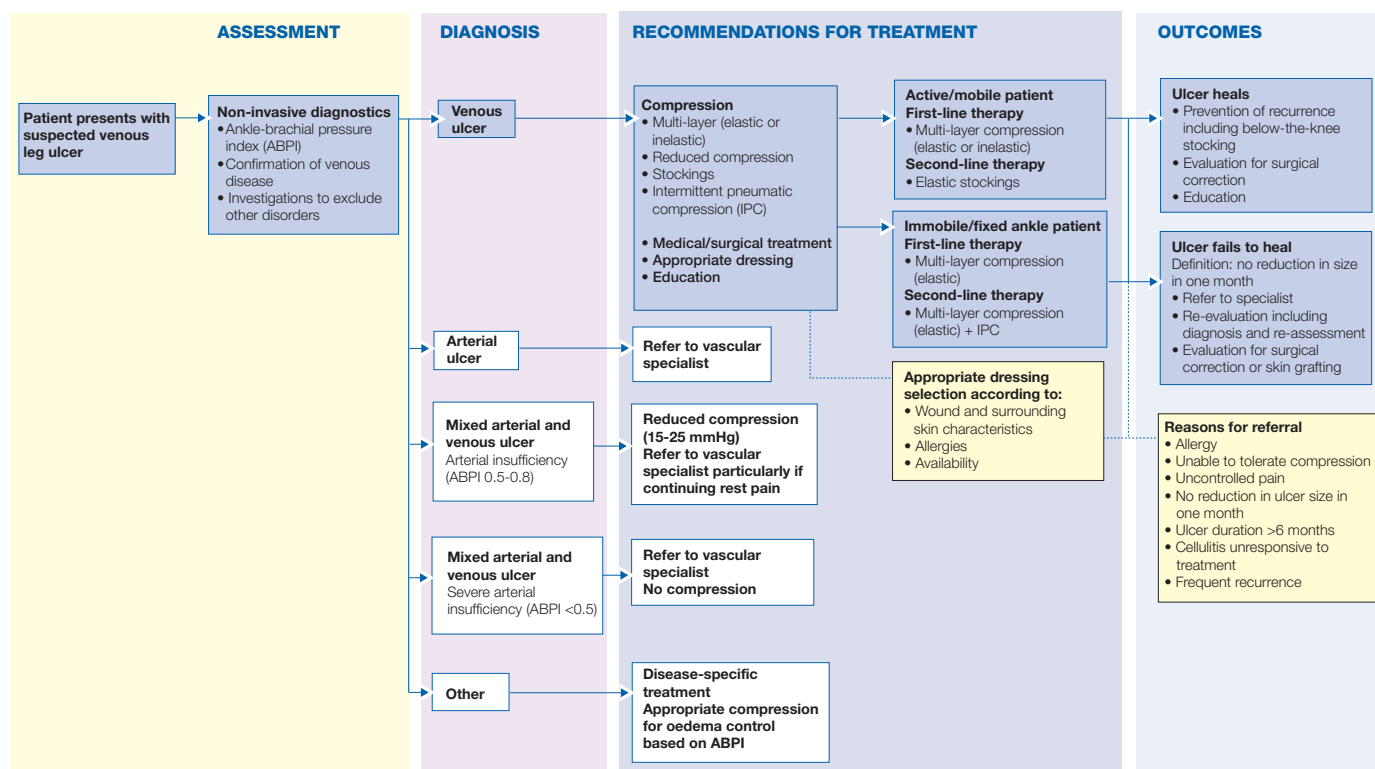 ASSESSMENT
DIAGNOSIS
RECOMMENDATIONS FOR TREATMENT
OUTCOMES
Patient presents with
suspected venous
leg ulcer
Non-invasive diagnostics
•Ankle-brachial pressure
index (ABPI)
•Confirmation of venous
disease
• Investigations to exclude
other disorders
Venous
ulcer
Compression
• Multi-layer (elastic or
inelastic)
• Reduced compression
• Stockings
• Intermittent pneumatic
compression (IPC)
• Medical/surgical treatment
• Appropriate dressing
• Education
Active/mobile patient
First-line therapy
• Multi-layer compression
(elastic or inelastic)
Second-line therapy
• Elastic stockings
Immobile/fixed ankle patient
First-line therapy
• Multi-layer compression
(elastic)
Second-line therapy
• Multi-layer compression
(elastic) + IPC
Ulcer heals
• Prevention of recurrence
including below-the-knee
stocking
• Evaluation for surgical
correction
• Education
Ulcer fails to heal
Definition: no reduction in size
in one month
• Refer to specialist
• Re-evaluation including
diagnosis and re-assessment
• Evaluation for surgical
correction or skin grafting
Arterial
ulcer
Refer to vascular
specialist
Appropriate dressing
selection according to:
• Wound and surrounding
skin characteristics
• Allergies
• Availability
Mixed arterial and
venous ulcer
Arterial insufficiency
(ABPI 0.5-0.8)
Reduced compression
(15-25 mmHg)
Refer to vascular
specialist particularly if
continuing rest pain
Reasons for referral
• Allergy
• Unable to tolerate compression
• Uncontrolled pain
• No reduction in ulcer size in
one month
• Ulcer duration >6 months
• Cellulitis unresponsive to
treatment
• Frequent recurrence
Mixed arterial and
venous ulcer
Severe arterial
insufficiency (ABPI <0.5)
Refer to vascular
specialist
No compression
Other
Disease-specific
treatment
Appropriate compression
for oedema control
based on ABPI